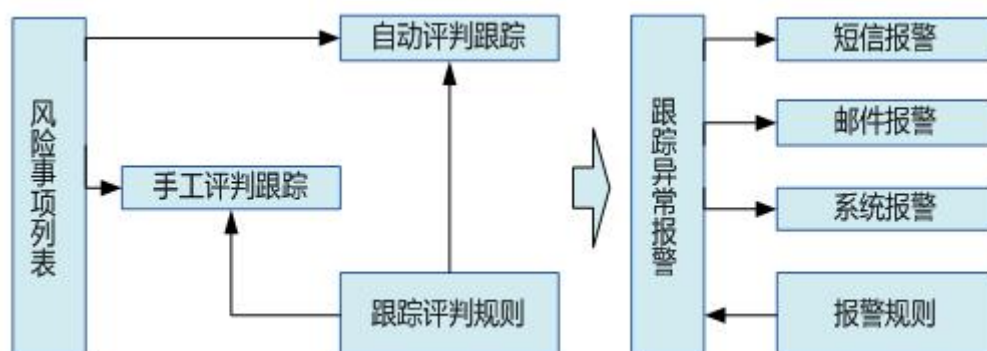 风险事项列表
自动评判跟踪
手工评判跟踪
跟踪评判规则
跟踪异常报警
短信报警
邮件报警
系统报警
报警规则